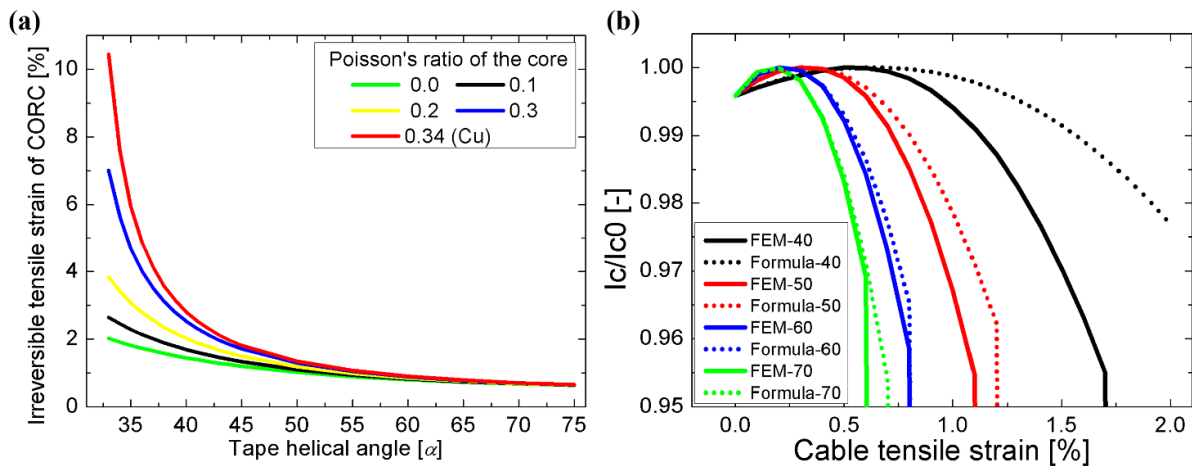 (a)
Irreversible tensile strain of CORC [%]
10
8
6
4
2
0
Poisson's ratio of the core
0.0 0.1
0.2 0.3
0.34 (Cu)
35 40 45 50 55 60 65 70 75
Tape helical angle [α]
(b)
Ic/Ic0 [-]
1.00
0.99
0.98
0.97
0.96
0.95
FEM-40
Formula-40
FEM-50
Formula-50
FEM-60
Formula-60
FEM-70
Formula-70
0.0 0.5 1.0 1.5 2.0
Cable tensile strain [%]